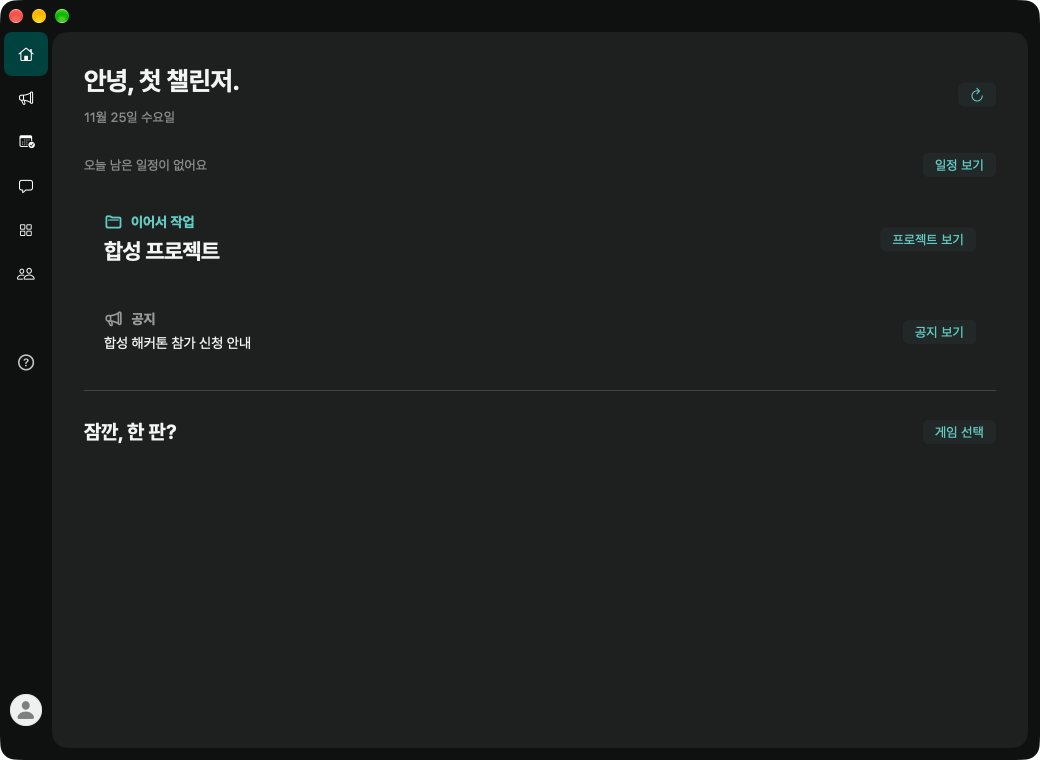 안녕, 첫 챌린저.
11월 25일 수요일
오늘 남은 일정이 없어요
일정 보기
이어서 작업
합성 프로젝트
프로젝트 보기
공지
합성 해커톤 참가 신청 안내
공지 보기
잠깐, 한 판?
게임 선택